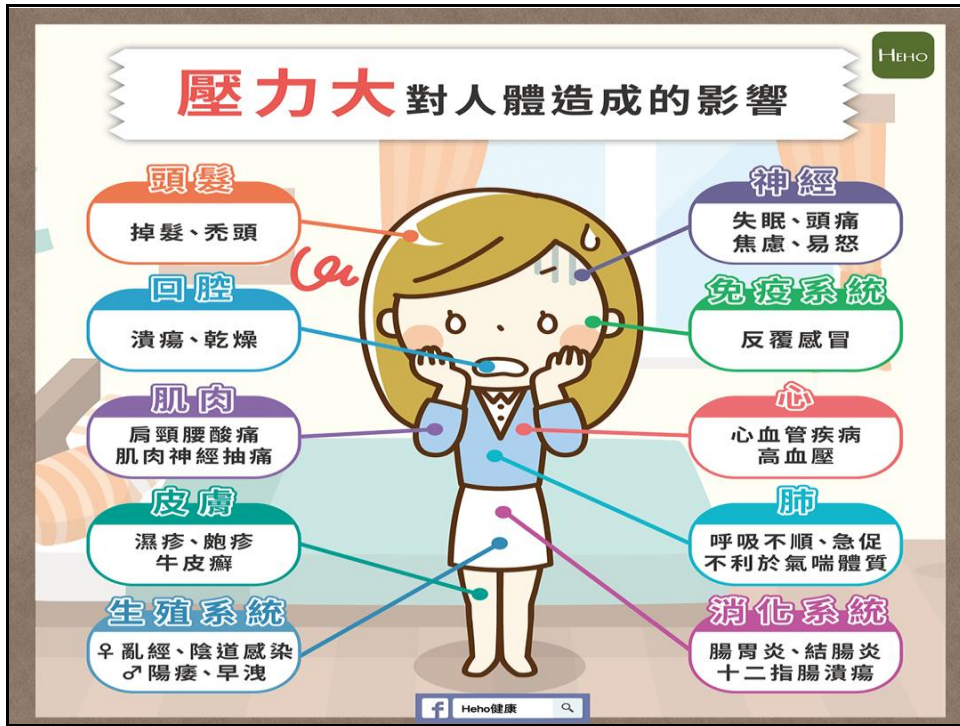 HEHO
壓力大對人體造成的影響
頭髮
掉髮、禿頭
口腔
潰瘍、乾燥
肌肉
肩頸腰酸痛
肌肉神經抽痛
皮膚
濕疹、皰疹
牛皮癬
生殖系統
♀亂經、陰道感染
♂陽痿、早洩
神經
失眠、頭痛
焦慮、易怒
免疫系統
反覆感冒
心
心血管疾病
高血壓
肺
呼吸不順、急促
不利於氣喘體質
消化系統
腸胃炎、結腸炎
十二指腸潰瘍
f Heho健康